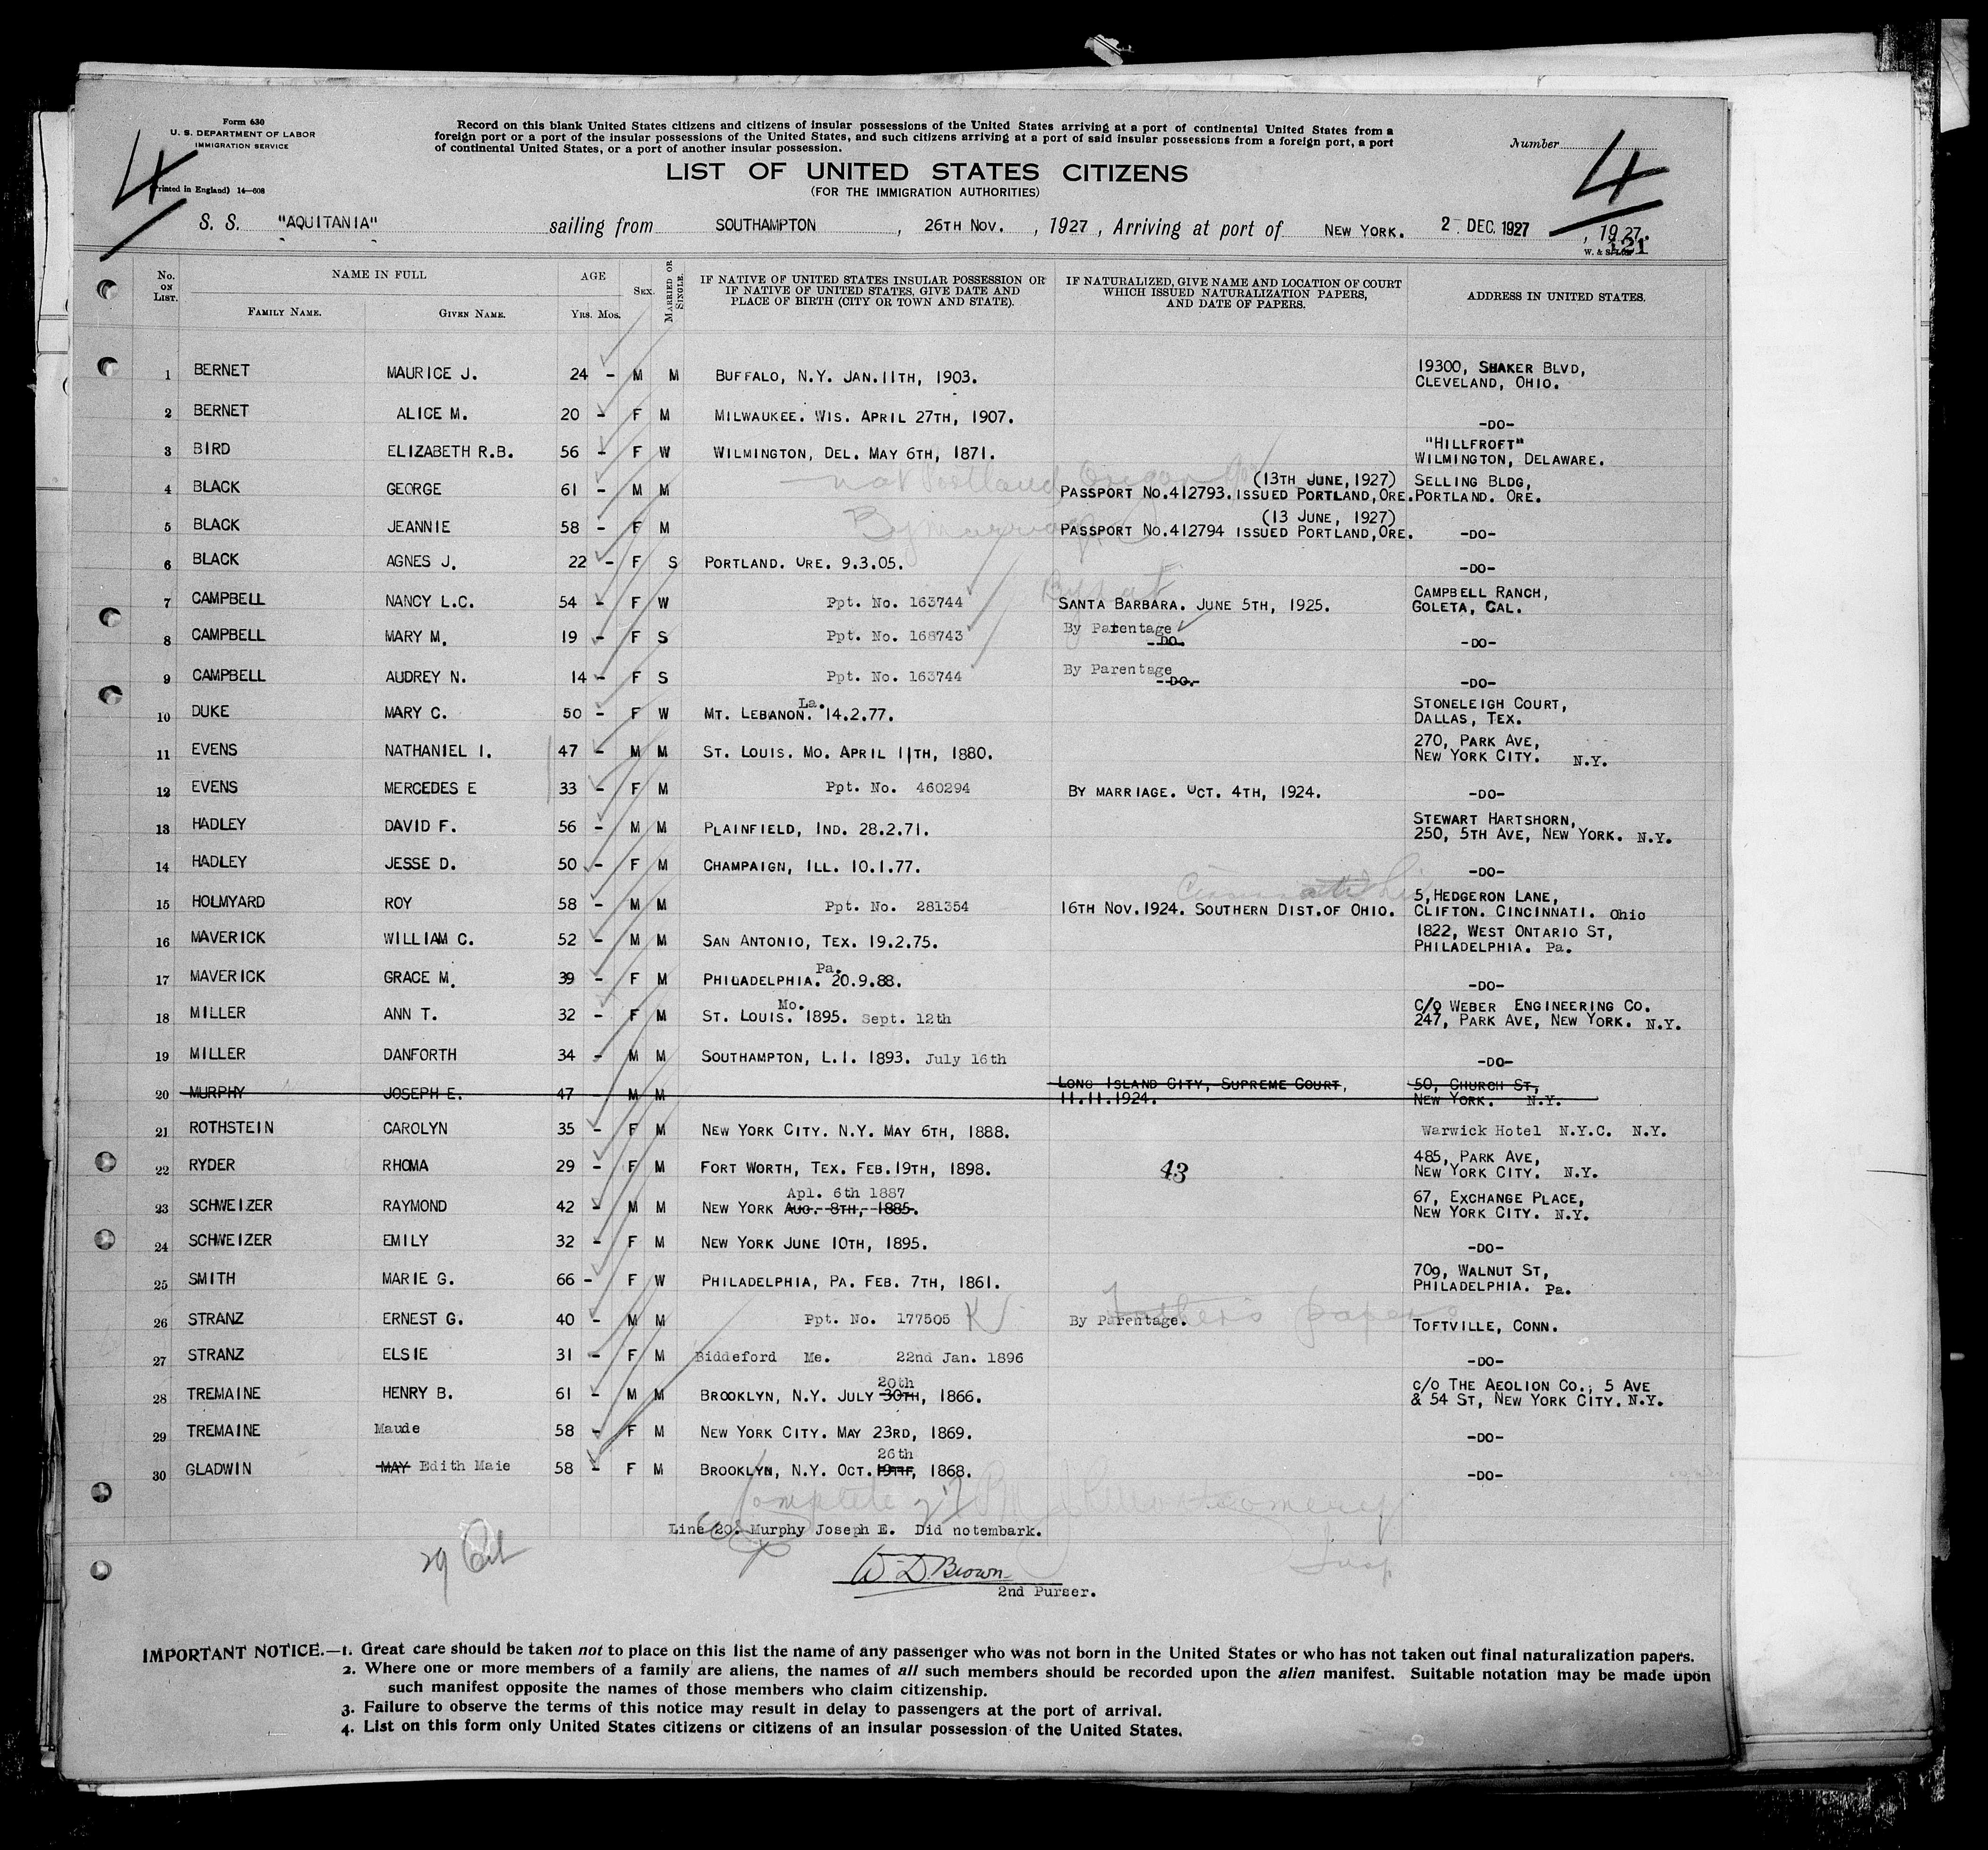 Form 630
U. S. DEPARTMENT OF LABOR
IMMIGRATION SERVICE
Printed in England) 14—608
4
Record on this blank United States citizens and citizens of insular possessions of the United States arriving at a port of continental United States from a
foreign port or a port of the insular possessions of the United States, and such citizens arriving at a port of said insular possessions from a foreign port, a port
of continental United States, or a port of another insular possession.
Number
4
LIST OF UNITED STATES CITIZENS
(FOR THE IMMIGRATION AUTHORITIES)
S. S. "AQUITANIA" sailing from SOUTHAMPTON, 26TH NOV., 1927, Arriving at port of NEW YORK. 2 DEC. 1927, 1927.
121
No. ON LIST. NAME IN FULL AGE SEX. MARRIED OR SINGLE. IF NATIVE OF UNITED STATES INSULAR POSSESSION OR IF NATIVE OF UNITED STATES, GIVE DATE AND PLACE OF BIRTH (CITY OR TOWN AND STATE). IF NATURALIZED, GIVE NAME AND LOCATION OF COURT WHICH ISSUED NATURALIZATION PAPERS, AND DATE OF PAPERS. ADDRESS IN UNITED STATES.
FAMILY NAME. GIVEN NAME. YRS. MOS.
1 BERNET MAURICE J. 24 - M M BUFFALO, N.Y. JAN.11TH, 1903. 19300, SHAKER BLVD, CLEVELAND, OHIO.
2 BERNET ALICE M. 20 - F M MILWAUKEE. WIS. APRIL 27TH, 1907. -DO-
3 BIRD ELIZABETH R.B. 56 - F W WILMINGTON, DEL. MAY 6TH, 1871. "HILLFROFT" WILMINGTON, DELAWARE.
4 BLACK GEORGE 61 - M M nat Portland Oregon (13TH JUNE, 1927) PASSPORT NO.412793. ISSUED PORTLAND, ORE. SELLING BLDG, PORTLAND. ORE.
5 BLACK JEANNIE 58 - F M By marriage (13 JUNE, 1927) PASSPORT NO.412794 ISSUED PORTLAND, ORE. -DO-
6 BLACK AGNES J. 22 - F S PORTLAND. ORE. 9.3.05. -DO-
7 CAMPBELL NANCY L.C. 54 - F W Ppt. No. 163744 SANTA BARBARA. JUNE 5TH, 1925. CAMPBELL RANCH, GOLETA, CAL.
8 CAMPBELL MARY M. 19 - F S Ppt. No. 168743 By Parentage -DO- -DO-
9 CAMPBELL AUDREY N. 14 - F S Ppt. No. 163744 By Parentage -DO.- -DO-
10 DUKE MARY C. 50 - F W MT. LEBANON. La. 14.2.77. STONELEIGH COURT, DALLAS, TEX.
11 EVENS NATHANIEL I. 47 - M M ST. LOUIS. MO. APRIL 11TH, 1880. 270, PARK AVE, NEW YORK CITY. N.Y.
12 EVENS MERCEDES E 33 - F M Ppt. No. 460294 BY MARRIAGE. OCT. 4TH, 1924. -DO-
13 HADLEY DAVID F. 56 - M M PLAINFIELD, IND. 28.2.71. STEWART HARTSHORN, 250, 5TH AVE, NEW YORK. N.Y.
14 HADLEY JESSE D. 50 - F M CHAMPAIGN, ILL. 10.1.77. -DO-
15 HOLMYARD ROY 58 - M M Ppt. No. 281354 16TH NOV.1924. SOUTHERN DIST.OF OHIO. 5, HEDGERON LANE, CLIFTON. CINCINNATI. Ohio
16 MAVERICK WILLIAM C. 52 - M M SAN ANTONIO, TEX. 19.2.75. 1822, WEST ONTARIO ST, PHILADELPHIA. Pa.
17 MAVERICK GRACE M. 39 - F M PHILADELPHIA. Pa. 20.9.88. -DO-
18 MILLER ANN T. 32 - F M ST. LOUIS. Mo. 1895. Sept. 12th C/O WEBER ENGINEERING CO. 247, PARK AVE, NEW YORK. N.Y.
19 MILLER DANFORTH 34 - M M SOUTHAMPTON, L.I. 1893. July 16th -DO-
20 MURPHY JOSEPH E. 47 - M M LONG ISLAND CITY, SUPREME COURT, 11.11.1924. 50, CHURCH ST, NEW YORK. N.Y.
21 ROTHSTEIN CAROLYN 35 - F M NEW YORK CITY. N.Y. MAY 6TH, 1888. Warwick Hotel N.Y.C. N.Y.
22 RYDER RHOMA 29 - F M FORT WORTH, TEX. FEB.19TH, 1898. 43 485, PARK AVE, NEW YORK CITY. N.Y.
23 SCHWEIZER RAYMOND 42 - M M NEW YORK AUG. 8TH, 1885. Apl. 6th 1887 67, EXCHANGE PLACE, NEW YORK CITY. N.Y.
24 SCHWEIZER EMILY 32 - F M NEW YORK JUNE 10TH, 1895. -DO-
25 SMITH MARIE G. 66 - F W PHILADELPHIA, PA. FEB. 7TH, 1861. 709, WALNUT ST, PHILADELPHIA. Pa.
26 STRANZ ERNEST G. 40 - M M Ppt. No. 177505 By Parentage. Father's papers TOFTVILLE, CONN.
27 STRANZ ELSIE 31 - F M Biddeford Me. 22nd Jan. 1896 -DO-
28 TREMAINE HENRY B. 61 - M M BROOKLYN, N.Y. JULY 30TH, 20th 1866. C/O THE AEOLION CO., 5 AVE & 54 ST, NEW YORK CITY. N.Y.
29 TREMAINE Maude 58 - F M NEW YORK CITY. MAY 23RD, 1869. -DO-
30 GLADWIN MAY Edith Maie 58 - F M BROOKLYN, N.Y. OCT. 19TH, 26th 1868. -DO-
Line 20. Murphy Joseph E. Did notembark.
W. D. Brown
2nd Purser.
IMPORTANT NOTICE.—1. Great care should be taken not to place on this list the name of any passenger who was not born in the United States or who has not taken out final naturalization papers.
2. Where one or more members of a family are aliens, the names of all such members should be recorded upon the alien manifest. Suitable notation may be made upon
such manifest opposite the names of those members who claim citizenship.
3. Failure to observe the terms of this notice may result in delay to passengers at the port of arrival.
4. List on this form only United States citizens or citizens of an insular possession of the United States.